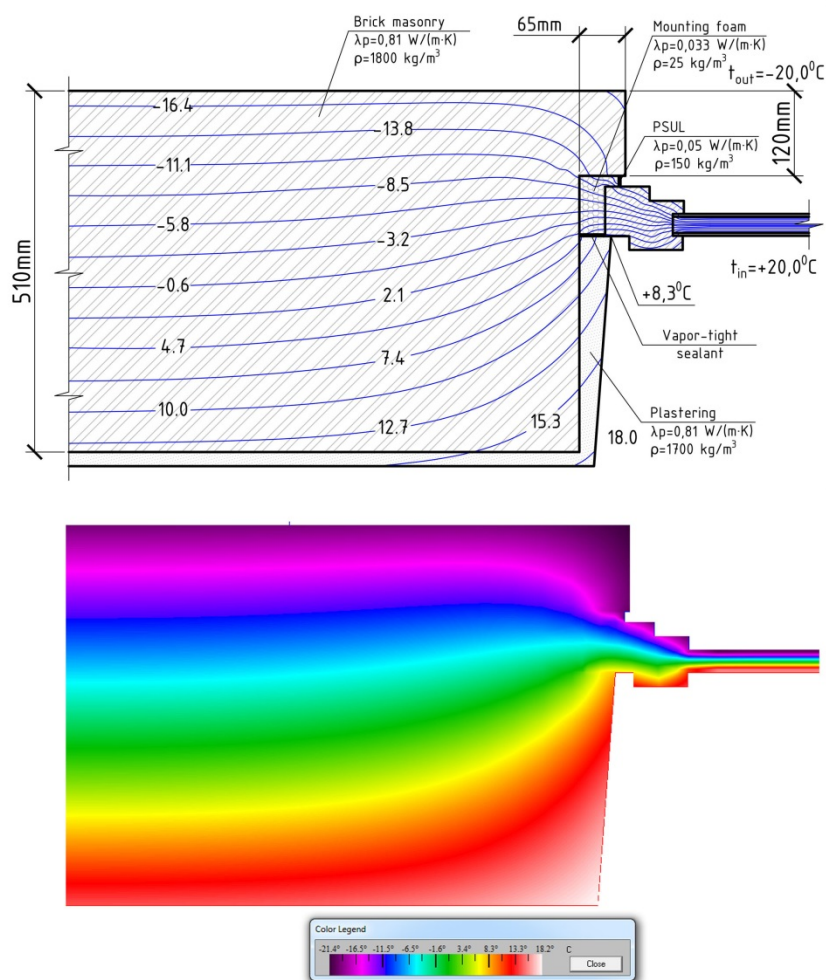 Brick masonry
λp=0,81 W/(m·K)
ρ=1800 kg/m³
65mm
Mounting foam
λp=0,033 W/(m·K)
ρ=25 kg/m³
tout=-20,0⁰C
PSUL
λp=0,05 W/(m·K)
ρ=150 kg/m³
120mm
510mm
-16.4
-13.8
-11.1
-8.5
-5.8
-3.2
-0.6
2.1
4.7
7.4
10.0
12.7
15.3
18.0
tin=+20,0⁰C
+8,3⁰C
Vapor-tight
sealant
Plastering
λp=0,81 W/(m·K)
ρ=1700 kg/m³
Color Legend
-21.4° -16.5° -11.5° -6.5° -1.6° 3.4° 8.3° 13.3° 18.2° C
Close